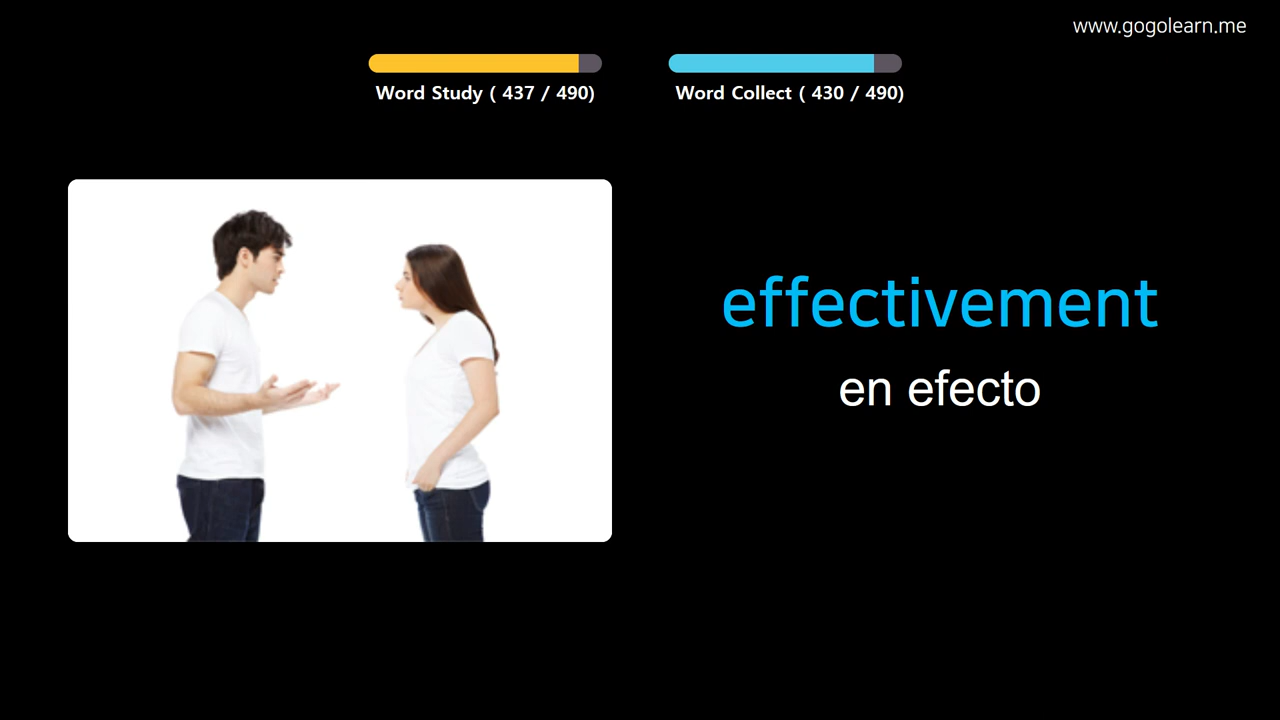 www.gogolearn.me
Word Study ( 437 / 490)
Word Collect ( 430 / 490)
effectivement
en efecto